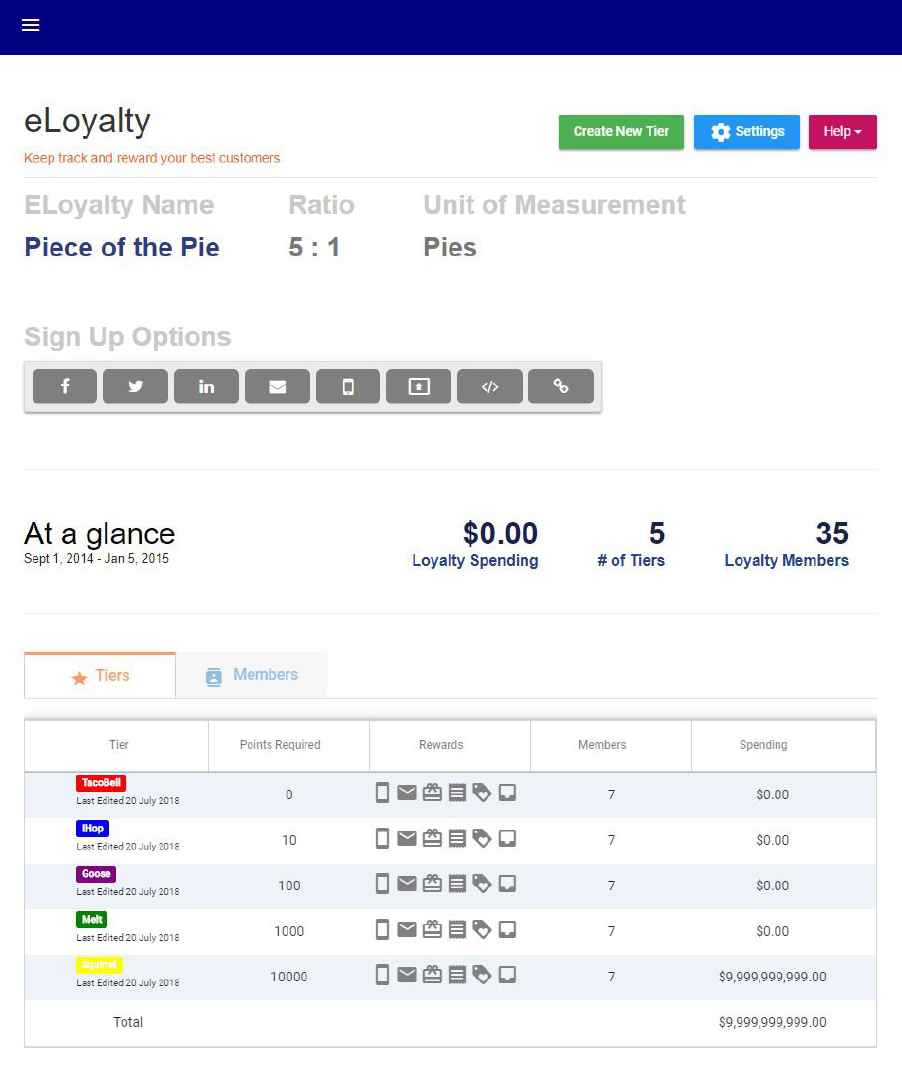 eLoyalty
Create New Tier
Settings
Help
Keep track and reward your best customers
ELoyalty Name Ratio Unit of Measurement
Piece of the Pie 5 : 1 Pies
Sign Up Options
At a glance
Sept 1, 2014 - Jan 5, 2015
$0.00 5 35
Loyalty Spending # of Tiers Loyalty Members
Tiers Members
Tier Points Required Rewards Members Spending
TacoBell
Last Edited 20 July 2018 0 7 $0.00
IHop
Last Edited 20 July 2018 10 7 $0.00
Goose
Last Edited 20 July 2018 100 7 $0.00
Melt
Last Edited 20 July 2018 1000 7 $0.00
Last Edited 20 July 2018 10000 7 $9,999,999,999.00
Total $9,999,999,999.00